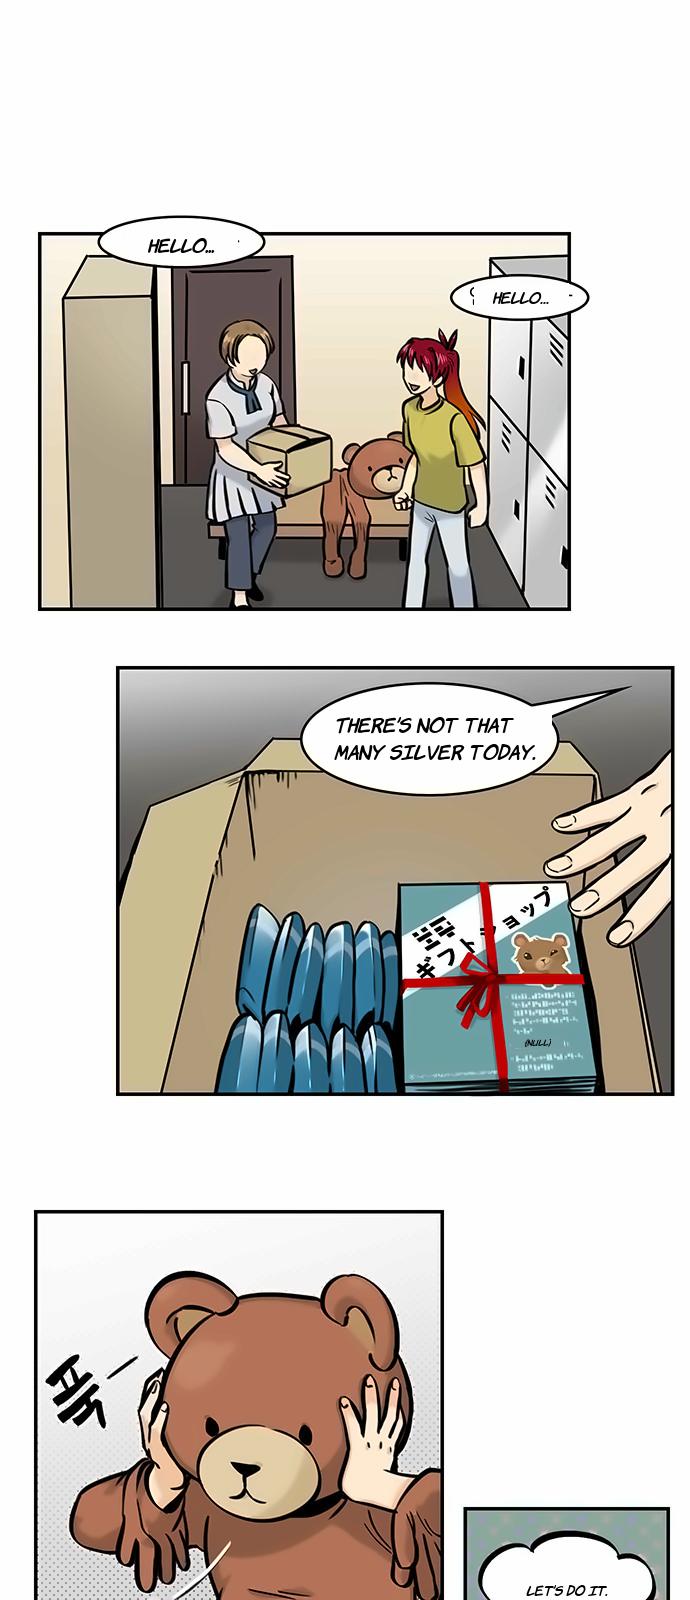 HELLO...
HELLO...
THERE'S NOT THAT
MANY SILVER TODAY.
ギフトショップ
(NULL)
푹
LET'S DO IT.